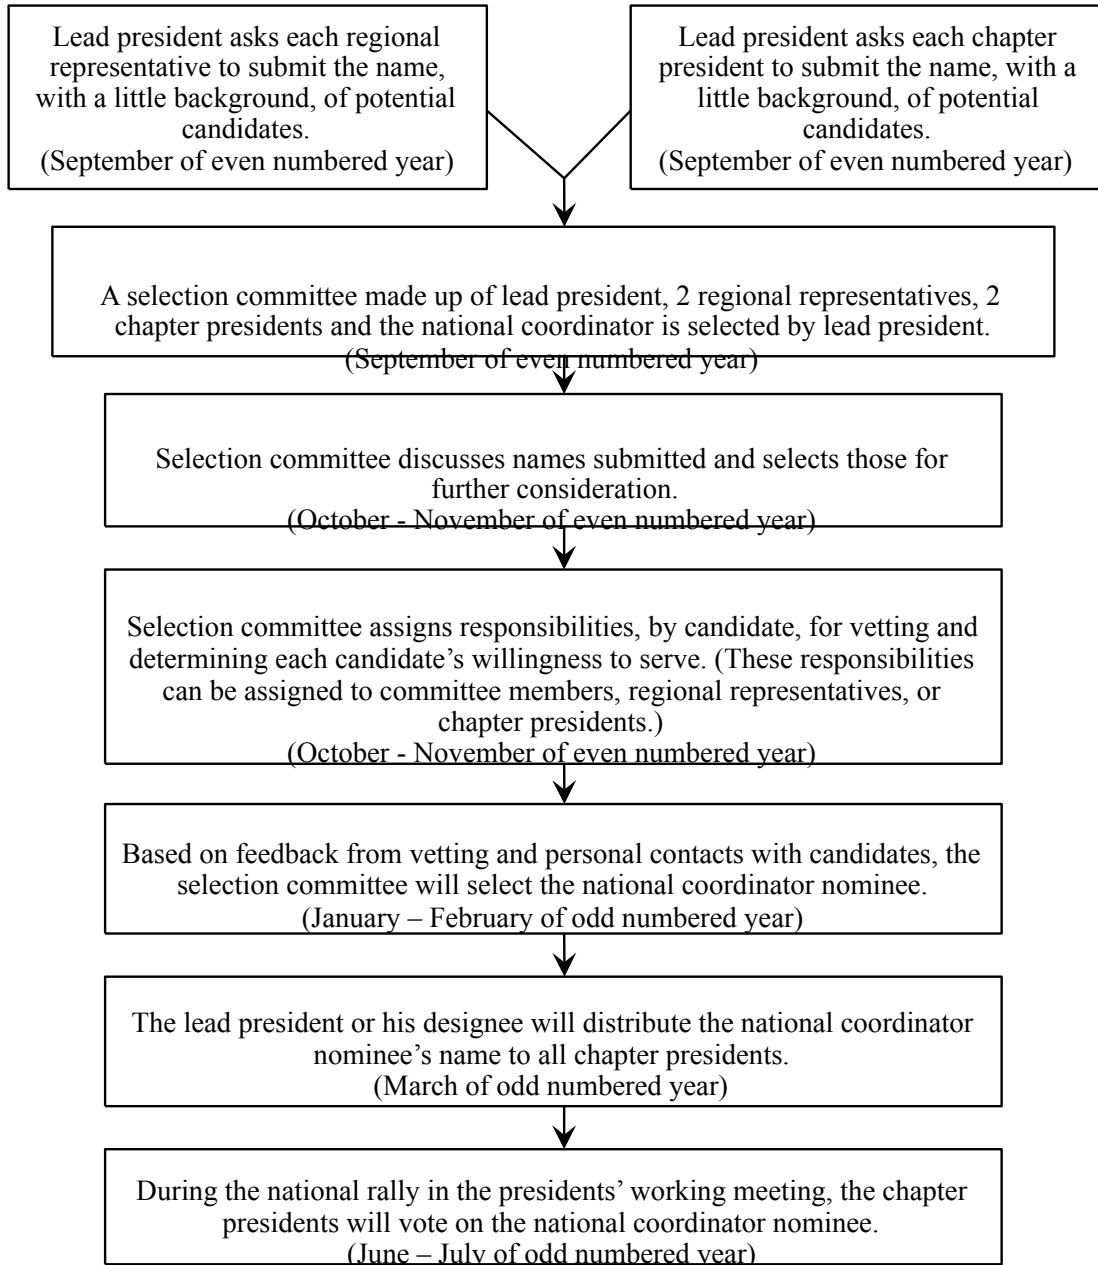 Lead president asks each regional
representative to submit the name,
with a little background, of potential
candidates.
(September of even numbered year)
Lead president asks each chapter
president to submit the name, with a
little background, of potential
candidates.
(September of even numbered year)
A selection committee made up of lead president, 2 regional representatives, 2
chapter presidents and the national coordinator is selected by lead president.
(September of even numbered year)
Selection committee discusses names submitted and selects those for
further consideration.
(October - November of even numbered year)
Selection committee assigns responsibilities, by candidate, for vetting and
determining each candidate’s willingness to serve. (These responsibilities
can be assigned to committee members, regional representatives, or
chapter presidents.)
(October - November of even numbered year)
Based on feedback from vetting and personal contacts with candidates, the
selection committee will select the national coordinator nominee.
(January – February of odd numbered year)
The lead president or his designee will distribute the national coordinator
nominee’s name to all chapter presidents.
(March of odd numbered year)
During the national rally in the presidents’ working meeting, the chapter
presidents will vote on the national coordinator nominee.
(June – July of odd numbered year)